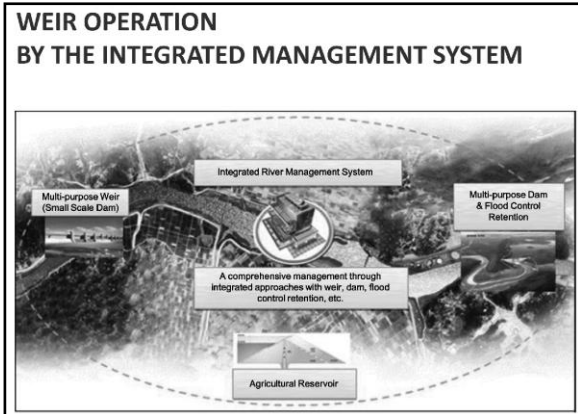 WEIR OPERATION
BY THE INTEGRATED MANAGEMENT SYSTEM
Integrated River Management System
Multi-purpose Weir
(Small Scale Dam)
Multi-purpose Dam
& Flood Control
Retention
A comprehensive management through
integrated approaches with weir, dam, flood
control retention, etc.
Agricultural Reservoir